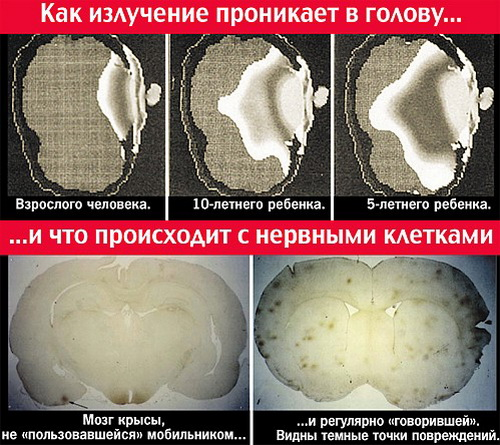 Как излучение проникает в голову...
Взрослого человека.
10-летнего ребенка.
5-летнего ребенка.
...и что происходит с нервными клетками
Мозг крысы,
не «пользовавшейся» мобильником...
...и регулярно «говорившей».
Видны темные точки повреждений